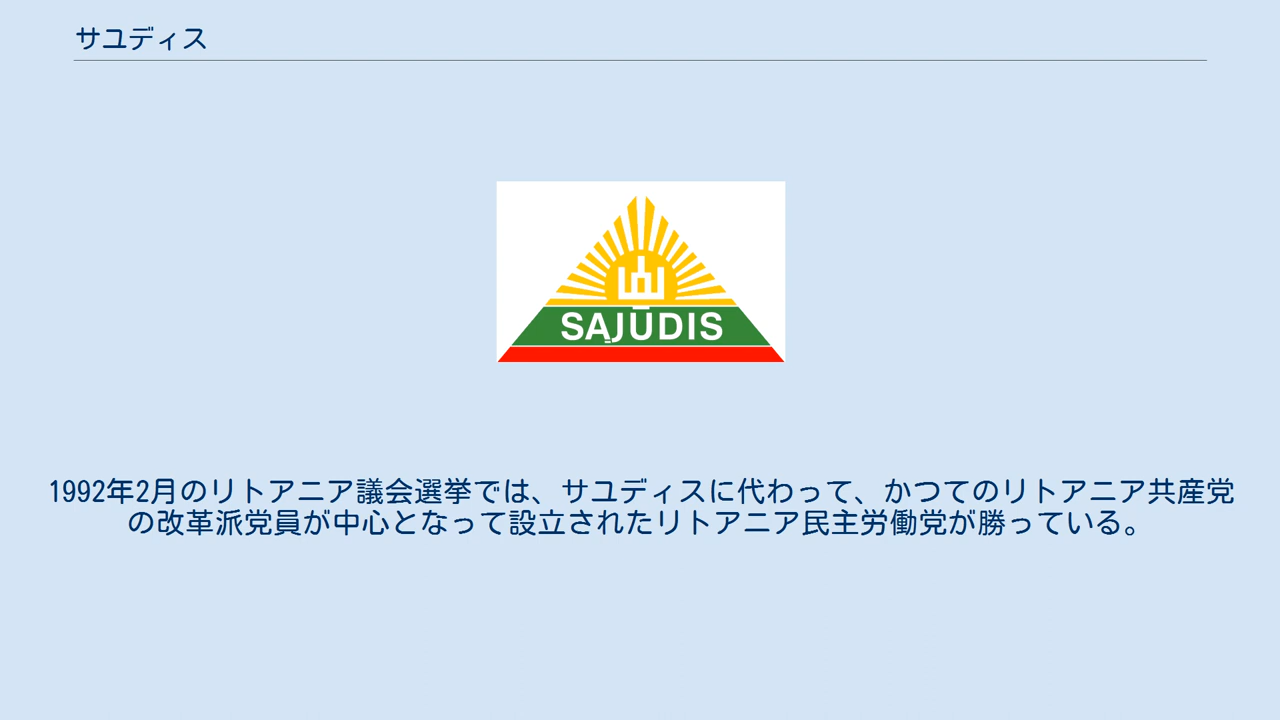 サユディス
SĄJŪDIS
1992年2月のリトアニア議会選挙では、サユディスに代わって、かつてのリトアニア共産党
の改革派党員が中心となって設立されたリトアニア民主労働党が勝っている。